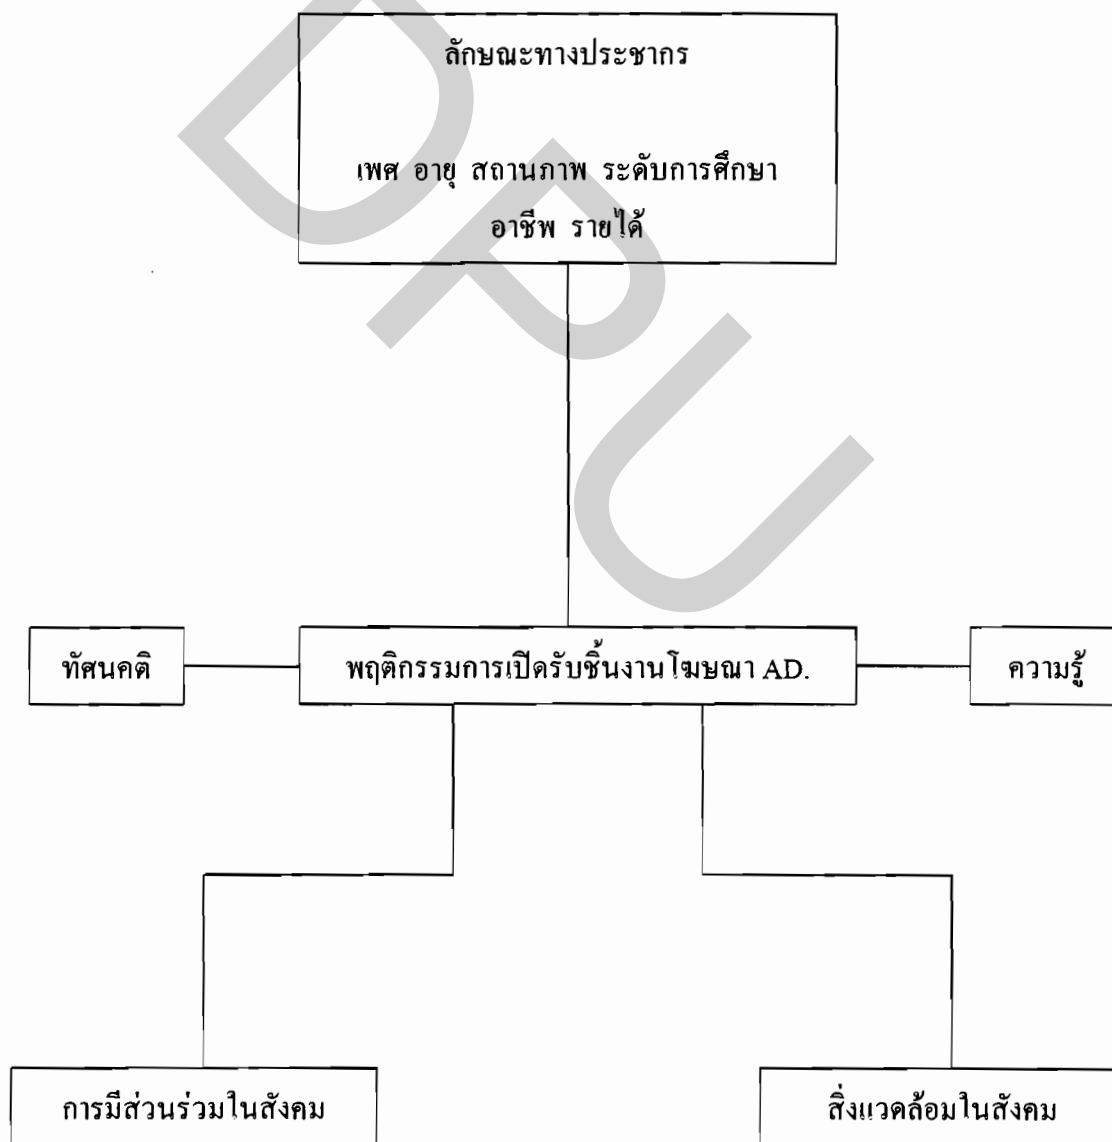 ลักษณะทางประชากร
เพศ อายุ สถานภาพ ระดับการศึกษา
อาชีพ รายได้
ทัศนคติ
พฤติกรรมการเปิดรับชิ้นงานโฆษณา AD.
ความรู้
การมีส่วนร่วมในสังคม
สิ่งแวดล้อมในสังคม
DPU